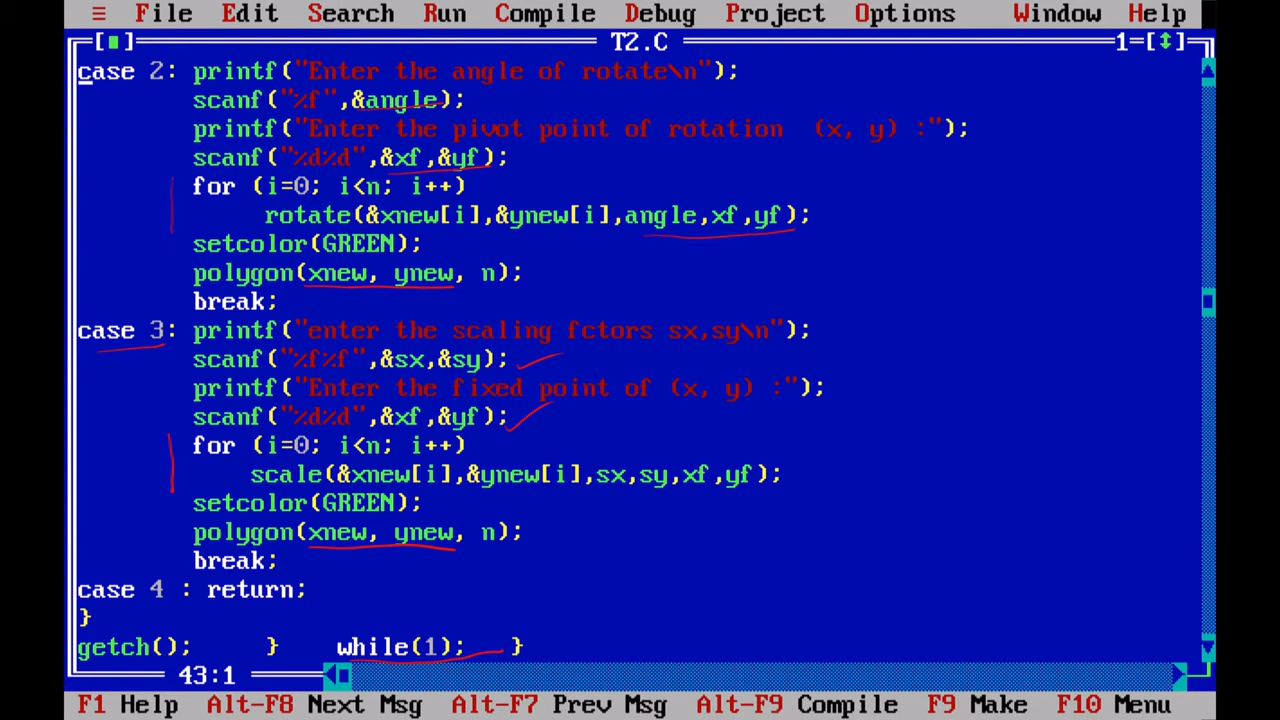 ≡ File Edit Search Run Compile Debug Project Options Window Help
[■] T2.C 1=[↕]
case 2: printf("Enter the angle of rotate\n");
scanf("%f",&angle);
printf("Enter the pivot point of rotation  (x, y) :");
scanf("%d%d",&xf,&yf);
for (i=0; i<n; i++)
rotate(&xnew[i],&ynew[i],angle,xf,yf);
setcolor(GREEN);
polygon(xnew, ynew, n);
break;
case 3: printf("enter the scaling fctors sx,sy\n");
scanf("%f%f",&sx,&sy);
printf("Enter the fixed point of (x, y) :");
scanf("%d%d",&xf,&yf);
for (i=0; i<n; i++)
scale(&xnew[i],&ynew[i],sx,sy,xf,yf);
setcolor(GREEN);
polygon(xnew, ynew, n);
break;
case 4 : return;
}
getch(); } while(1); }
43:1
F1 Help Alt-F8 Next Msg Alt-F7 Prev Msg Alt-F9 Compile F9 Make F10 Menu